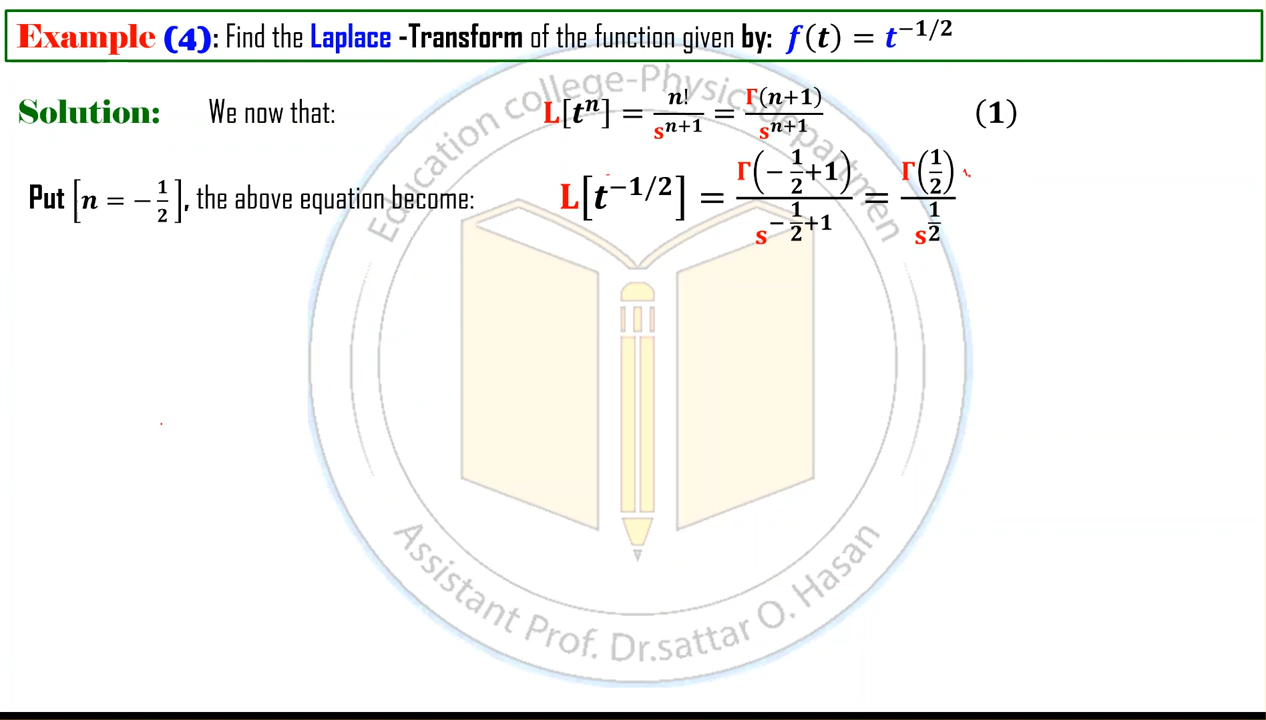 Example (4): Find the Laplace -Transform of the function given by: f(t) = t^{−1/2}
Solution: We now that: L[t^n] = n!/s^{n+1} = Γ(n+1)/s^{n+1} (1)
Put [n = −1/2], the above equation become: L[t^{−1/2}] = Γ(−1/2+1)/s^{−1/2+1} = Γ(1/2)/s^{1/2}
Education college-Physics departmen
Assistant Prof. Dr.sattar O. Hasan